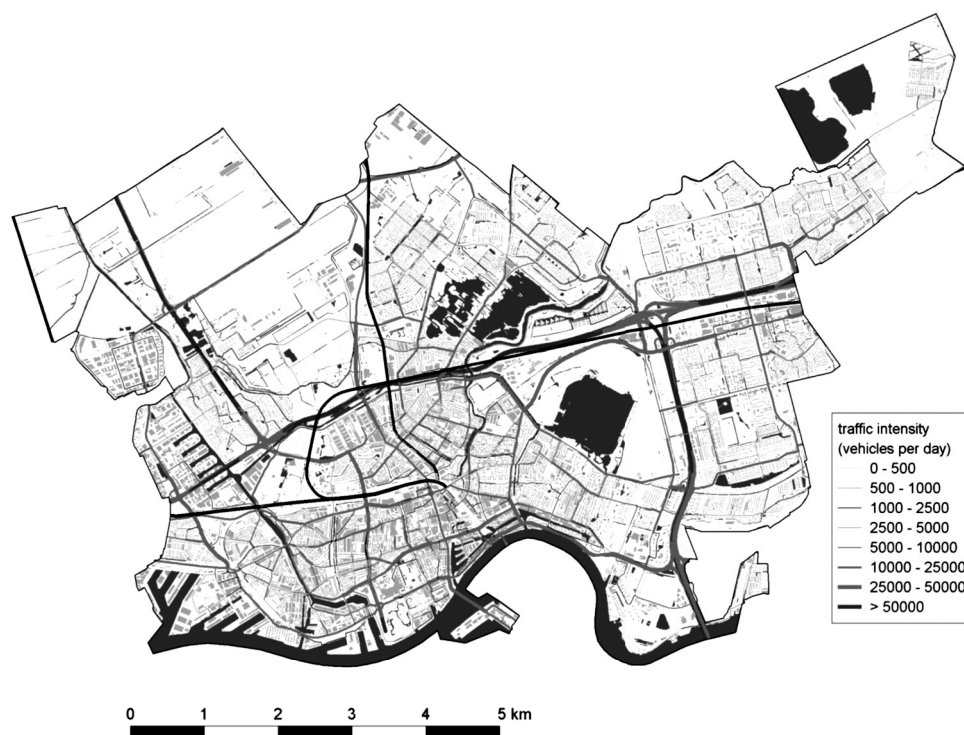 traffic intensity
(vehicles per day)
0 - 500
500 - 1000
1000 - 2500
2500 - 5000
5000 - 10000
10000 - 25000
25000 - 50000
> 50000
0 1 2 3 4 5 km